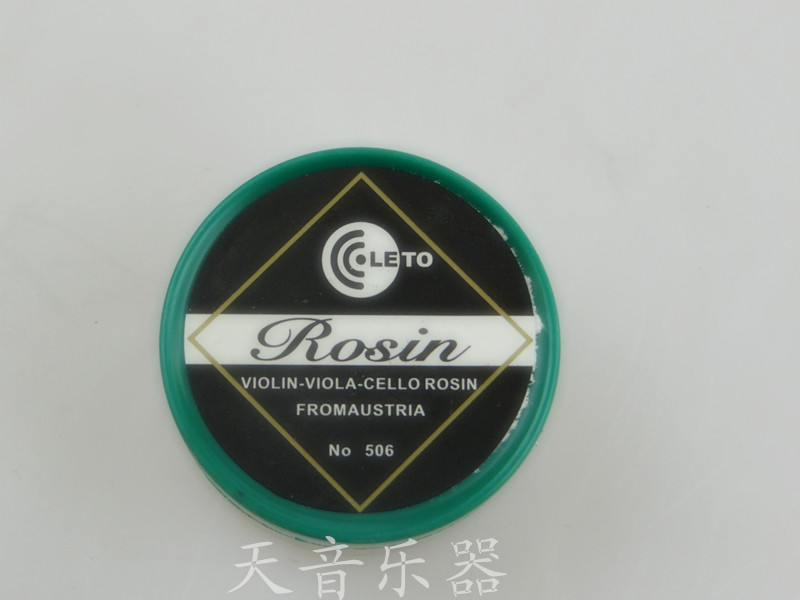 LETO
Rosin
VIOLIN-VIOLA-CELLO ROSIN
FROMAUSTRIA
No 506
天音乐器